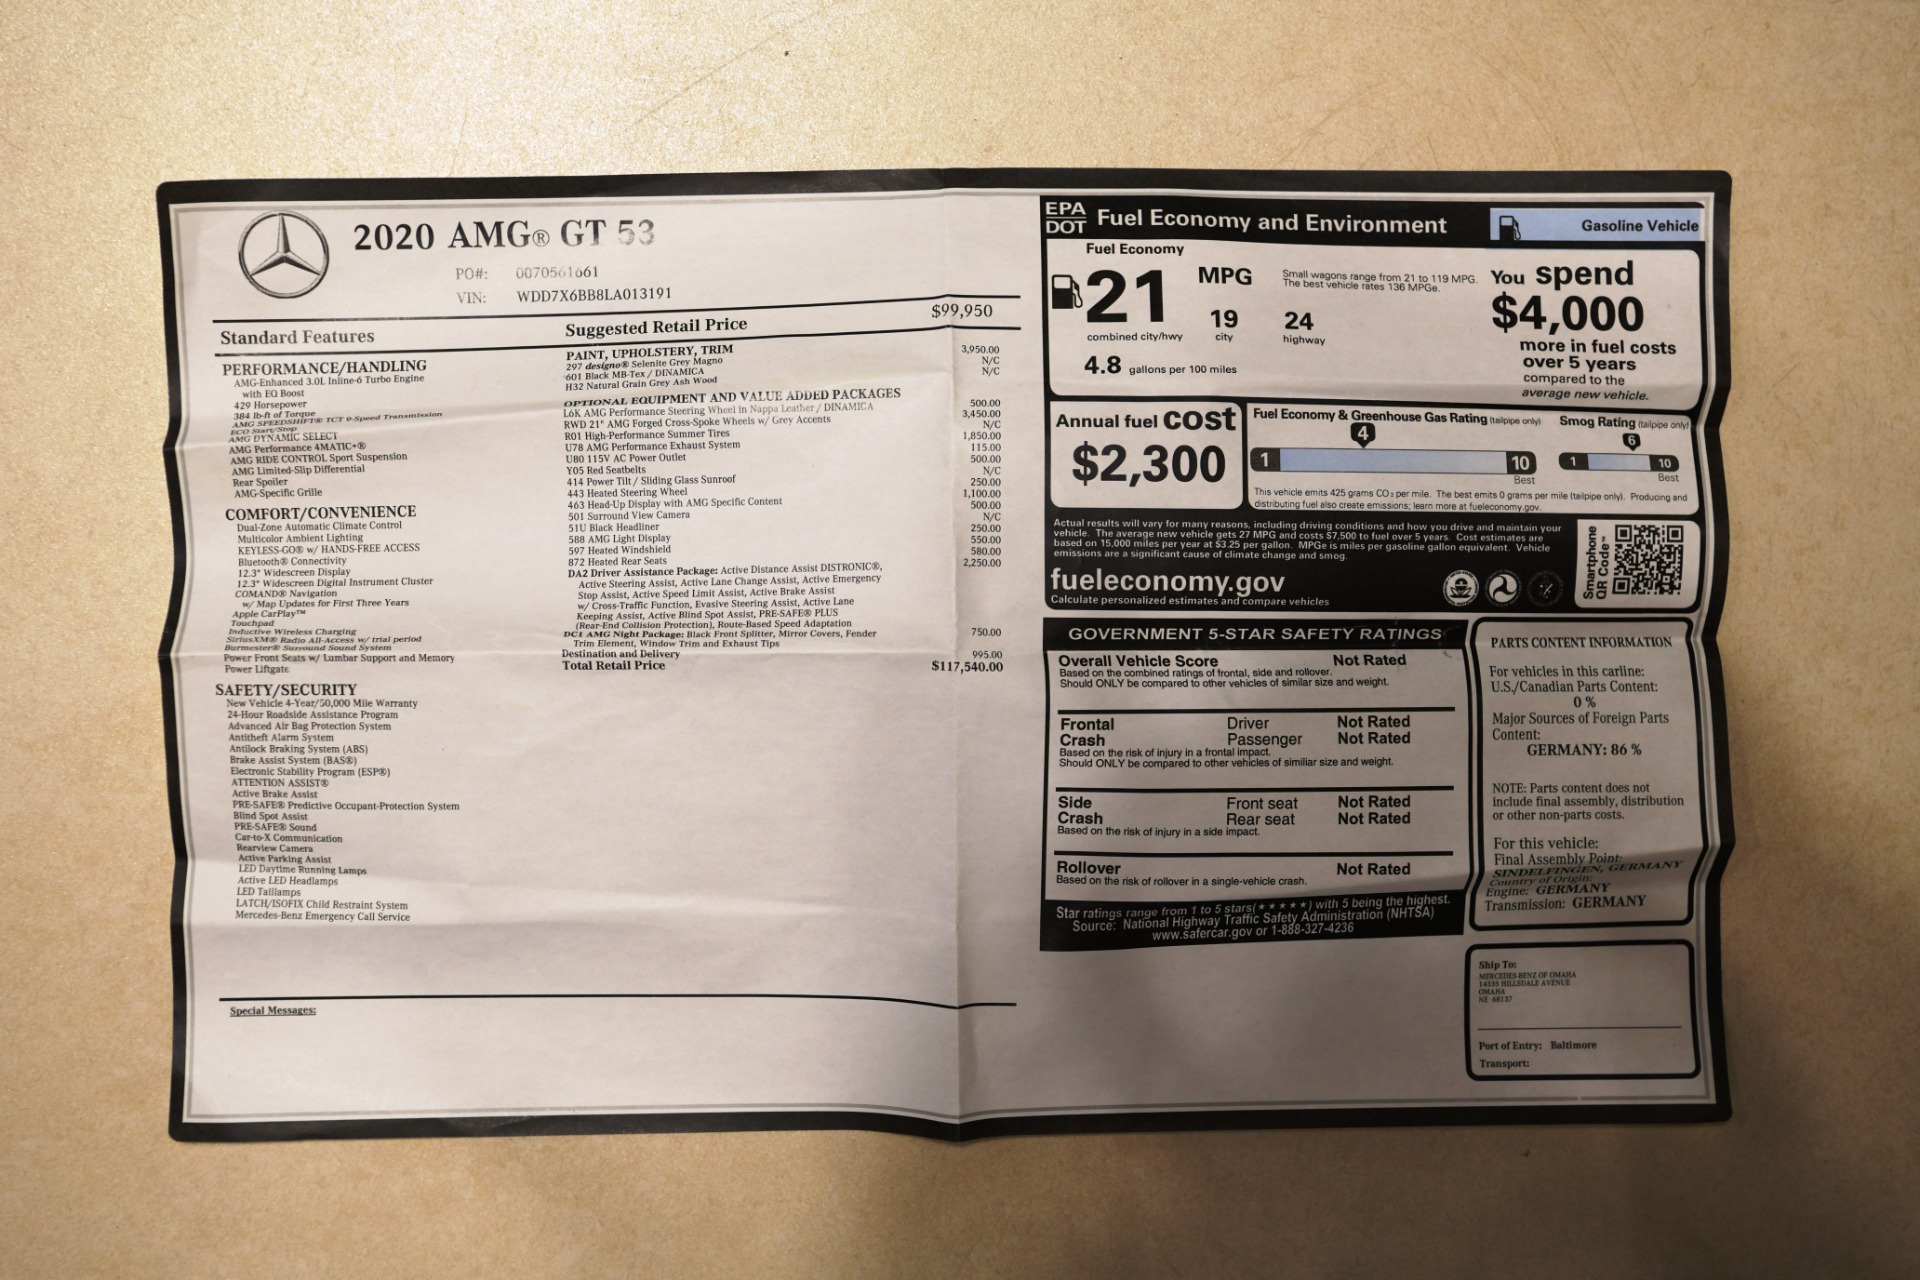 2020 AMG® GT 53
PO#: 0070561661
VIN: WDD7X6BB8LA013191
Standard Features
Suggested Retail Price $99,950
PERFORMANCE/HANDLING
AMG-Enhanced 3.0L Inline-6 Turbo Engine
with EQ Boost
429 Horsepower
384 lb-ft of Torque
AMG SPEEDSHIFT® TCT 9-Speed Transmission
ECO Start/Stop
AMG DYNAMIC SELECT
AMG Performance 4MATIC+®
AMG RIDE CONTROL Sport Suspension
AMG Limited-Slip Differential
Rear Spoiler
AMG-Specific Grille
COMFORT/CONVENIENCE
Dual-Zone Automatic Climate Control
Multicolor Ambient Lighting
KEYLESS-GO® w/ HANDS-FREE ACCESS
Bluetooth® Connectivity
12.3" Widescreen Display
12.3" Widescreen Digital Instrument Cluster
COMAND® Navigation
w/ Map Updates for First Three Years
Apple CarPlay™
Touchpad
Inductive Wireless Charging
SiriusXM® Radio All-Access w/ trial period
Burmester® Surround Sound System
Power Front Seats w/ Lumbar Support and Memory
Power Liftgate
SAFETY/SECURITY
New Vehicle 4-Year/50,000 Mile Warranty
24-Hour Roadside Assistance Program
Advanced Air Bag Protection System
Antitheft Alarm System
Antilock Braking System (ABS)
Brake Assist System (BAS®)
Electronic Stability Program (ESP®)
ATTENTION ASSIST®
Active Brake Assist
PRE-SAFE® Predictive Occupant-Protection System
Blind Spot Assist
PRE-SAFE® Sound
Car-to-X Communication
Rearview Camera
Active Parking Assist
LED Daytime Running Lamps
Active LED Headlamps
LED Taillamps
LATCH/ISOFIX Child Restraint System
Mercedes-Benz Emergency Call Service
PAINT, UPHOLSTERY, TRIM
297 designo® Selenite Grey Magno 3,950.00
601 Black MB-Tex / DINAMICA N/C
H32 Natural Grain Grey Ash Wood N/C
OPTIONAL EQUIPMENT AND VALUE ADDED PACKAGES
L6K AMG Performance Steering Wheel in Nappa Leather / DINAMICA 500.00
RWD 21" AMG Forged Cross-Spoke Wheels w/ Grey Accents 3,450.00
R01 High-Performance Summer Tires N/C
U78 AMG Performance Exhaust System 1,850.00
U80 115V AC Power Outlet 115.00
Y05 Red Seatbelts 500.00
414 Power Tilt / Sliding Glass Sunroof N/C
443 Heated Steering Wheel 250.00
463 Head-Up Display with AMG Specific Content 1,100.00
501 Surround View Camera 500.00
51U Black Headliner N/C
588 AMG Light Display 250.00
597 Heated Windshield 550.00
872 Heated Rear Seats 580.00
DA2 Driver Assistance Package: Active Distance Assist DISTRONIC®, 2,250.00
Active Steering Assist, Active Lane Change Assist, Active Emergency
Stop Assist, Active Speed Limit Assist, Active Brake Assist
w/ Cross-Traffic Function, Evasive Steering Assist, Active Lane
Keeping Assist, Active Blind Spot Assist, PRE-SAFE® PLUS
(Rear-End Collision Protection), Route-Based Speed Adaptation
DC1 AMG Night Package: Black Front Splitter, Mirror Covers, Fender 750.00
Trim Element, Window Trim and Exhaust Tips
Destination and Delivery 995.00
Total Retail Price $117,540.00
Special Messages:
EPA
DOT
Fuel Economy and Environment
Gasoline Vehicle
Fuel Economy
21 MPG
combined city/hwy
19
city
24
highway
4.8 gallons per 100 miles
Small wagons range from 21 to 119 MPG.
The best vehicle rates 136 MPGe.
You spend
$4,000
more in fuel costs
over 5 years
compared to the
average new vehicle.
Annual fuel cost
$2,300
Fuel Economy & Greenhouse Gas Rating (tailpipe only)
4
1 10
Best
Smog Rating (tailpipe only)
6
1 10
Best
This vehicle emits 425 grams CO₂ per mile. The best emits 0 grams per mile (tailpipe only). Producing and
distributing fuel also create emissions; learn more at fueleconomy.gov.
Actual results will vary for many reasons, including driving conditions and how you drive and maintain your
vehicle. The average new vehicle gets 27 MPG and costs $7,500 to fuel over 5 years. Cost estimates are
based on 15,000 miles per year at $3.25 per gallon. MPGe is miles per gasoline gallon equivalent. Vehicle
emissions are a significant cause of climate change and smog.
fueleconomy.gov
Calculate personalized estimates and compare vehicles
Smartphone
QR Code™
GOVERNMENT 5-STAR SAFETY RATINGS
Overall Vehicle Score Not Rated
Based on the combined ratings of frontal, side and rollover.
Should ONLY be compared to other vehicles of similar size and weight.
Frontal Driver Not Rated
Crash Passenger Not Rated
Based on the risk of injury in a frontal impact.
Should ONLY be compared to other vehicles of similiar size and weight.
Side Front seat Not Rated
Crash Rear seat Not Rated
Based on the risk of injury in a side impact.
Rollover Not Rated
Based on the risk of rollover in a single-vehicle crash.
Star ratings range from 1 to 5 stars(★★★★★) with 5 being the highest.
Source: National Highway Traffic Safety Administration (NHTSA)
www.safercar.gov or 1-888-327-4236
PARTS CONTENT INFORMATION
For vehicles in this carline:
U.S./Canadian Parts Content:
0 %
Major Sources of Foreign Parts
Content:
GERMANY: 86 %
NOTE: Parts content does not
include final assembly, distribution
or other non-parts costs.
For this vehicle:
Final Assembly Point:
SINDELFINGEN, GERMANY
Country of Origin:
Engine: GERMANY
Transmission: GERMANY
Ship To:
MERCEDES-BENZ OF OMAHA
14335 HILLSDALE AVENUE
OMAHA
NE 68137
Port of Entry: Baltimore
Transport: